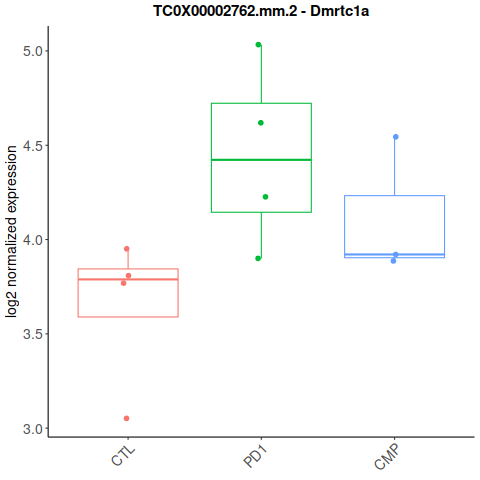 TC0X00002762.mm.2 - Dmrtc1a
log2 normalized expression
5.0
4.5
4.0
3.5
3.0
CTL
PD1
CMP